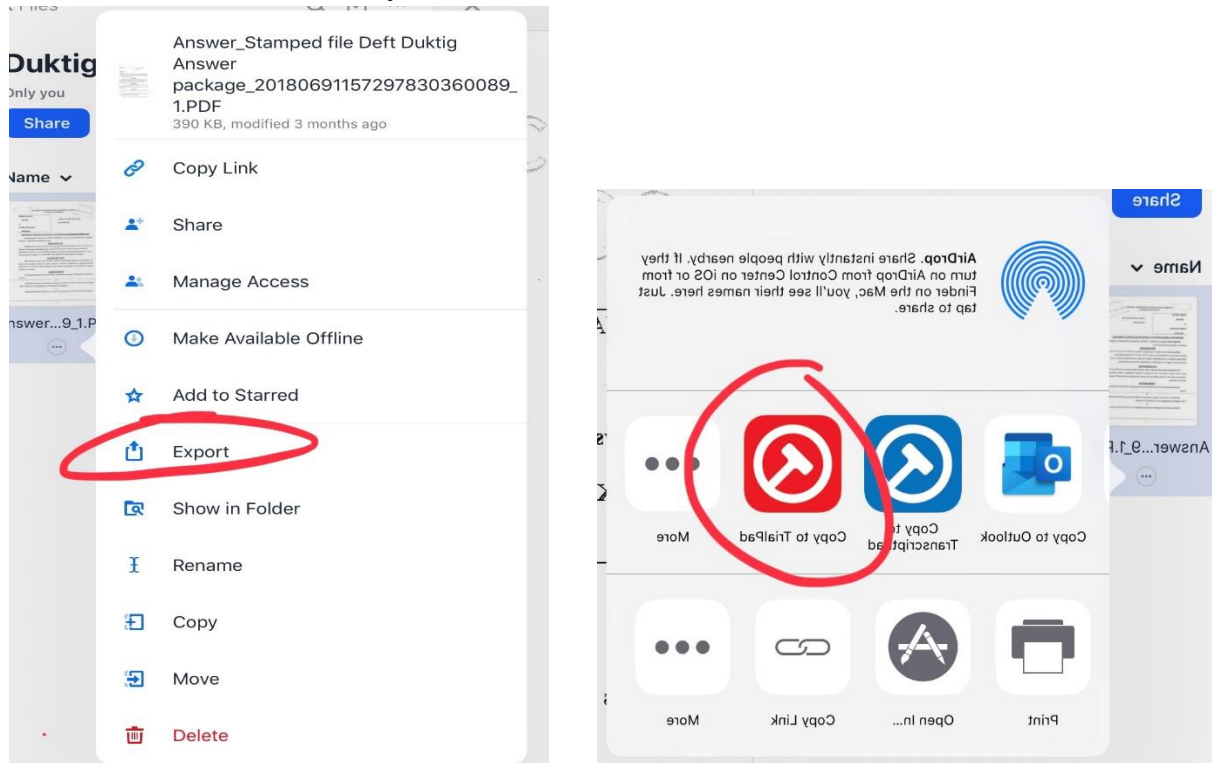 Files
Duktig
Only you
Share
Name
Answer_Stamped file Deft Duktig
Answer
package_20180691157297830360089_
1.PDF
390 KB, modified 3 months ago
Copy Link
Share
Manage Access
Make Available Offline
Add to Starred
Export
Show in Folder
Rename
Copy
Move
Delete
nswer...9_1.P
Share
Name
AirDrop. Share instantly with people nearby. If they
turn on AirDrop from Control Center on iOS or from
Finder on the Mac, you'll see their names here. Just
tap to share.
Answer...9_1.P
Copy to Outlook
Copy to
Transcript Pad
Copy to TrialPad
More
Print
Open In...
Copy Link
More